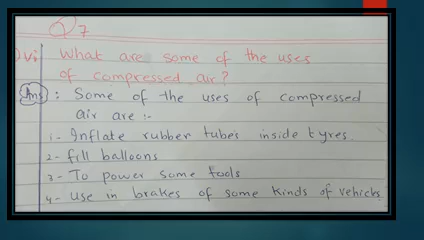 Q7
Q vi What are some of the uses
of compressed air?
Ans : Some of the uses of compressed
air are :-
1- Inflate rubber tubes inside tyres
2- fill balloons
3- To power some tools
4- use in brakes of some kinds of vehicles